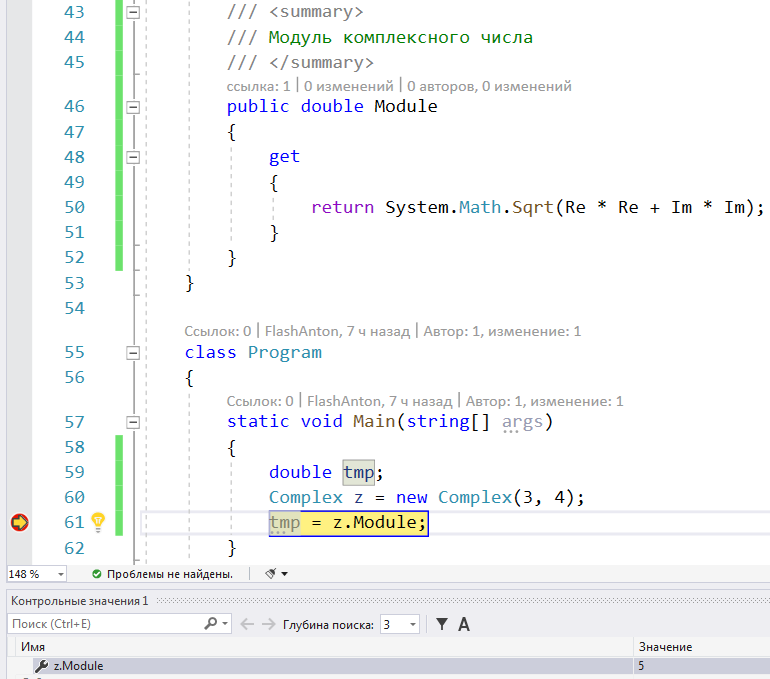 43 /// <summary>
44 /// Модуль комплексного числа
45 /// </summary>
ссылка: 1 | 0 изменений | 0 авторов, 0 изменений
46 public double Module
47 {
48 get
49 {
50 return System.Math.Sqrt(Re * Re + Im * Im);
51 }
52 }
53 }
54
Ссылок: 0 | FlashAnton, 7 ч назад | Автор: 1, изменение: 1
55 class Program
56 {
Ссылок: 0 | FlashAnton, 7 ч назад | Автор: 1, изменение: 1
57 static void Main(string[] args)
58 {
59 double tmp;
60 Complex z = new Complex(3, 4);
61 tmp = z.Module;
62 }
148 % Проблемы не найдены.
Контрольные значения 1
Поиск (Ctrl+E) Глубина поиска: 3 A
Имя Значение
z.Module 5